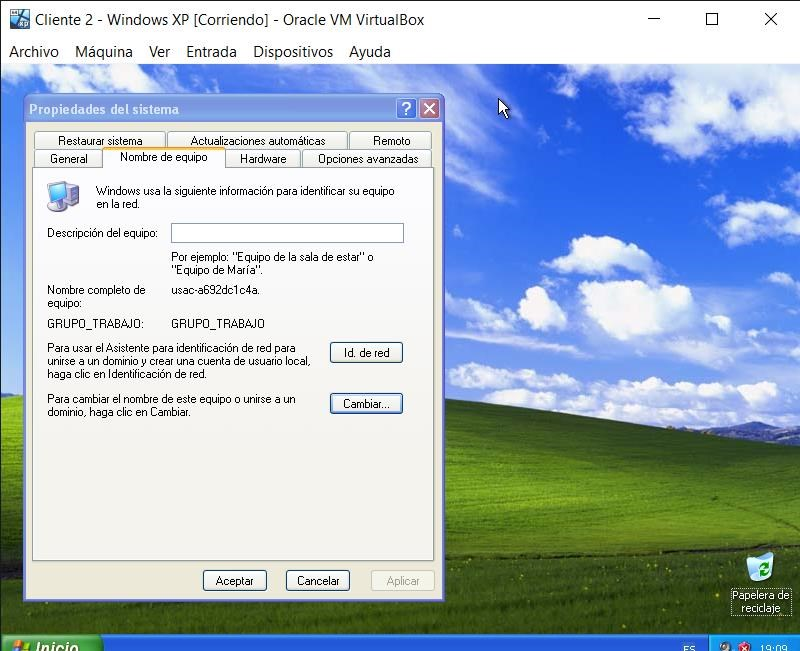 Cliente 2 - Windows XP [Corriendo] - Oracle VM VirtualBox
Archivo Máquina Ver Entrada Dispositivos Ayuda
Propiedades del sistema
Restaurar sistema Actualizaciones automáticas Remoto
General Nombre de equipo Hardware Opciones avanzadas
Windows usa la siguiente información para identificar su equipo
en la red.
Descripción del equipo:
Por ejemplo: "Equipo de la sala de estar" o
"Equipo de María".
Nombre completo de
equipo:
usac-a692dc1c4a.
GRUPO_TRABAJO: GRUPO_TRABAJO
Para usar el Asistente para identificación de red para
unirse a un dominio y crear una cuenta de usuario local,
haga clic en Identificación de red.
Id. de red
Para cambiar el nombre de este equipo o unirse a un
dominio, haga clic en Cambiar.
Cambiar...
Aceptar Cancelar Aplicar
Papelera de
reciclaje
Inicio ES 19:09